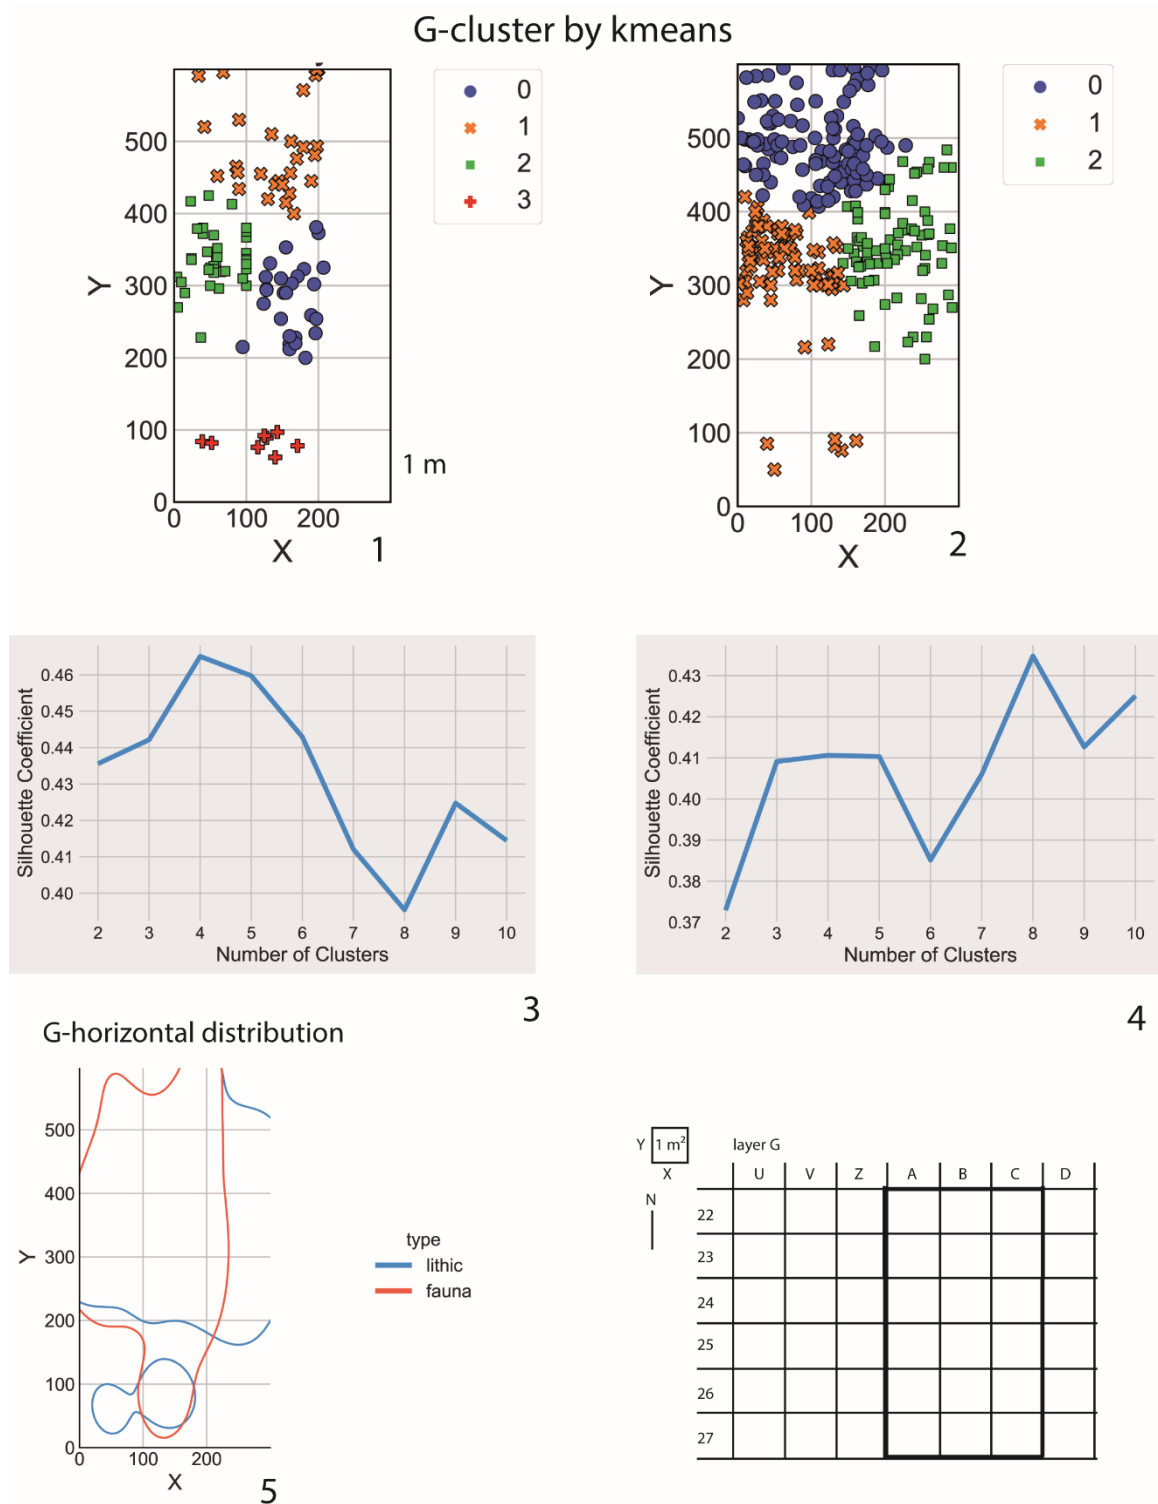 G-cluster by kmeans
500
400
300
200
100
0
0 100 200
Y
X
1
0
1
2
3
1 m
500
400
300
200
100
0
0 100 200
Y
X
2
0
1
2
0.46
0.45
0.44
0.43
0.42
0.41
0.40
Silhouette Coefficient
2 3 4 5 6 7 8 9 10
Number of Clusters
3
0.43
0.42
0.41
0.40
0.39
0.38
0.37
Silhouette Coefficient
2 3 4 5 6 7 8 9 10
Number of Clusters
4
G-horizontal distribution
500
400
300
200
100
0
0 100 200
Y
X
5
type
lithic
fauna
Y 1 m² layer G
X U V Z A B C D
N
22
23
24
25
26
27